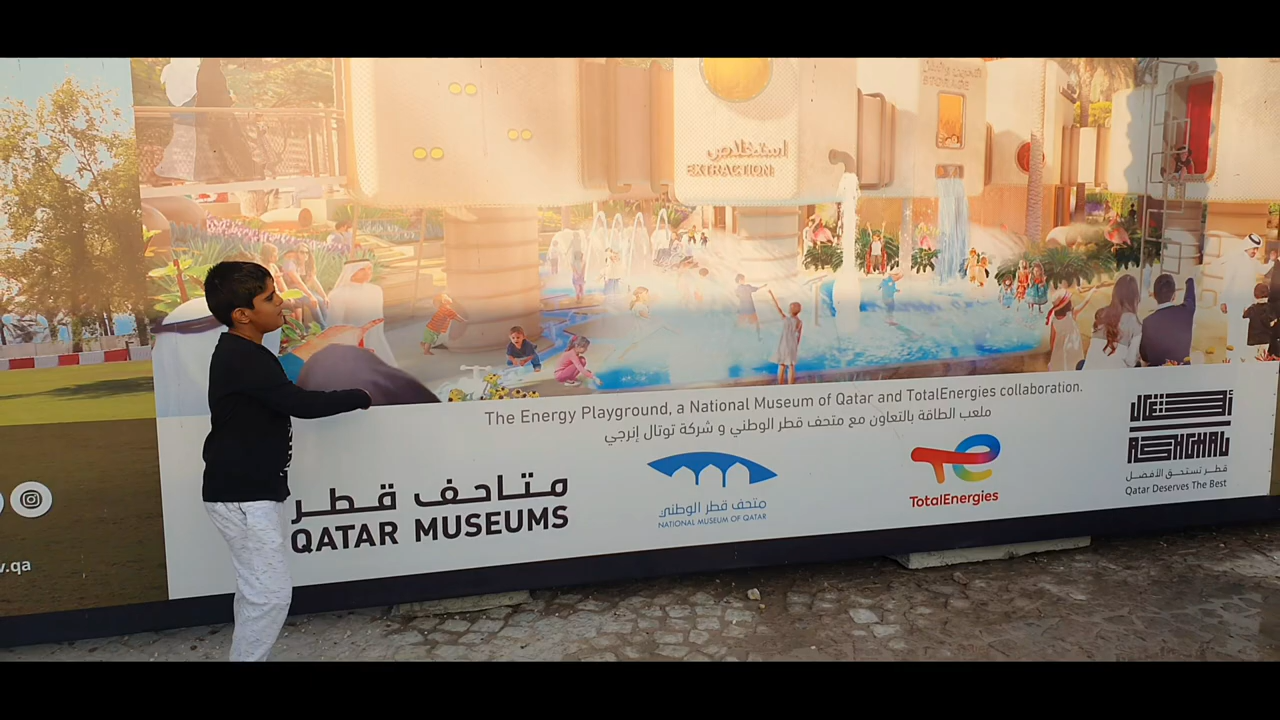 استخلاص
EXTRACTION
The Energy Playground, a National Museum of Qatar and TotalEnergies collaboration.
ملعب الطاقة بالتعاون مع متحف قطر الوطني و شركة توتال إنرجي
متاحف قطر
QATAR MUSEUMS
متحف قطر الوطني
NATIONAL MUSEUM OF QATAR
TotalEnergies
أشغال
ASHGHAL
قطر تستحق الأفضل
Qatar Deserves The Best
.qa